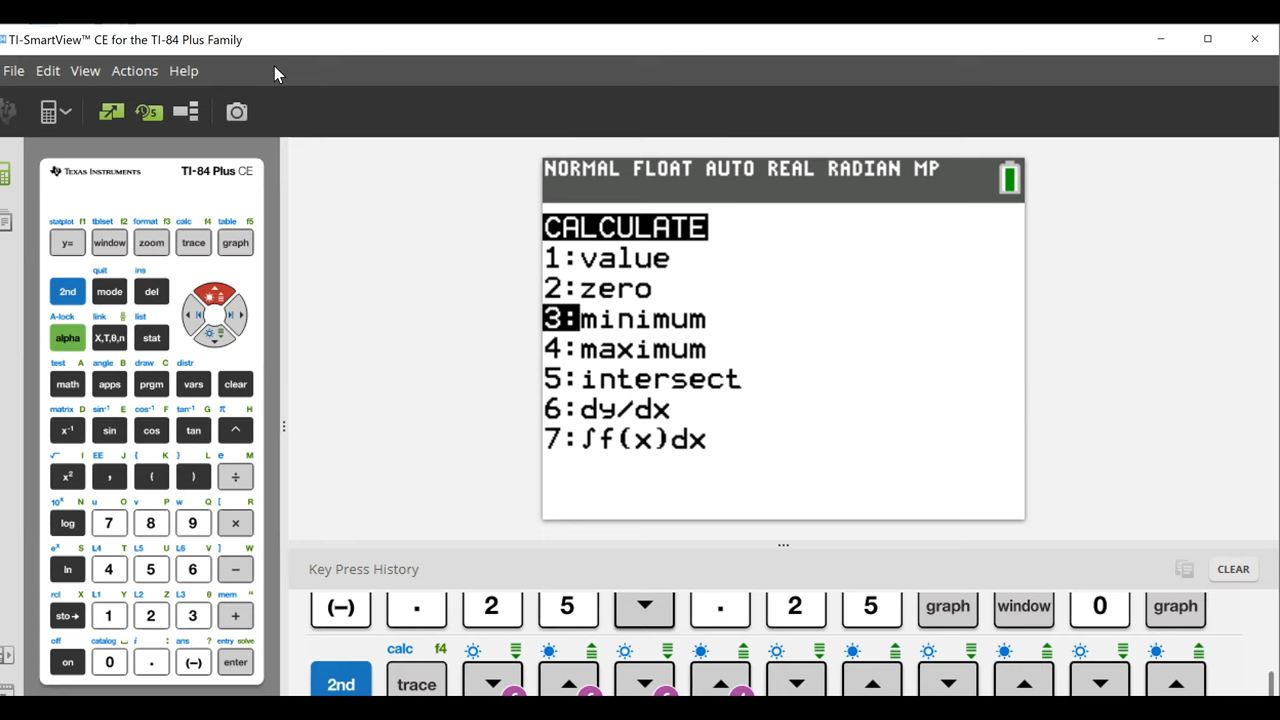 TI-SmartView™ CE for the TI-84 Plus Family
File Edit View Actions Help
TEXAS INSTRUMENTS TI-84 Plus CE
statplot f1 tblset f2 format f3 calc f4 table f5
y= window zoom trace graph
quit ins
2nd mode del
A-lock link list
alpha X,T,θ,n stat
test A angle B draw C distr
math apps prgm vars clear
matrix D sin⁻¹ E cos⁻¹ F tan⁻¹ G π H
x⁻¹ sin cos tan ^
√ I EE J { K } L e M
x² , ( ) ÷
10ˣ N u O v P w Q [ R
log 7 8 9 ×
eˣ S L4 T L5 U L6 V ] W
ln 4 5 6 −
rcl X L1 Y L2 Z L3 θ mem "
sto→ 1 2 3 +
off catalog i : ans ? entry solve
on 0 . (−) enter
NORMAL FLOAT AUTO REAL RADIAN MP
CALCULATE
1:value
2:zero
3:minimum
4:maximum
5:intersect
6:dy/dx
7:∫f(x)dx
Key Press History CLEAR
(−) . 2 5 . 2 5 graph window 0 graph
calc f4
2nd trace